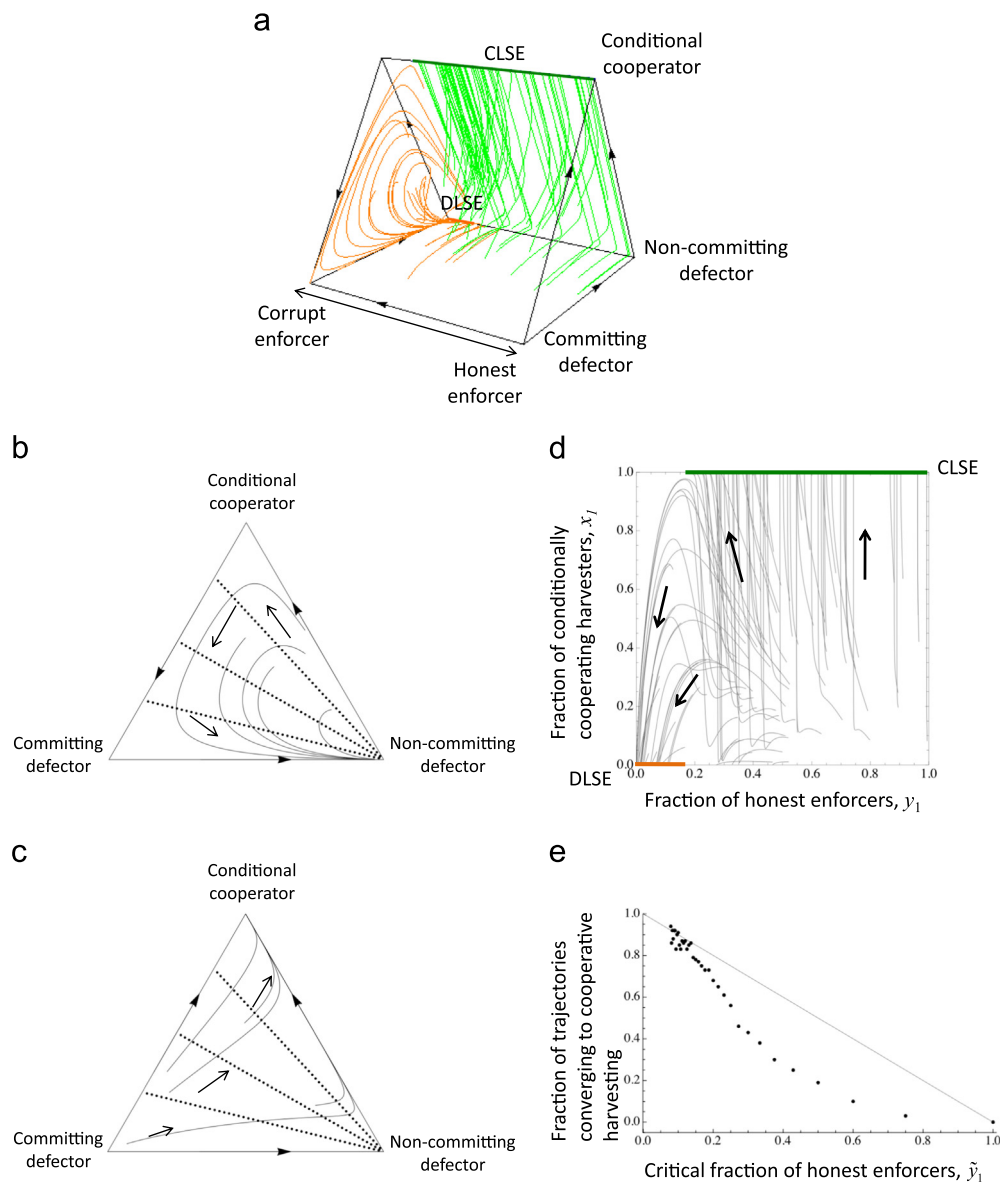 a
CLSE
Conditional
cooperator
DLSE
Non-committing
defector
Corrupt
enforcer
Committing
defector
Honest
enforcer
b
Conditional
cooperator
Committing
defector
Non-committing
defector
c
Conditional
cooperator
Committing
defector
Non-committing
defector
d
CLSE
Fraction of conditionally
cooperating harvesters, x₁
1.0
0.8
0.6
0.4
0.2
0.0
DLSE
0.0 0.2 0.4 0.6 0.8 1.0
Fraction of honest enforcers, y₁
e
Fraction of trajectories
converging to cooperative
harvesting
1.0
0.8
0.6
0.4
0.2
0.0
0.0 0.2 0.4 0.6 0.8 1.0
Critical fraction of honest enforcers, ỹ₁